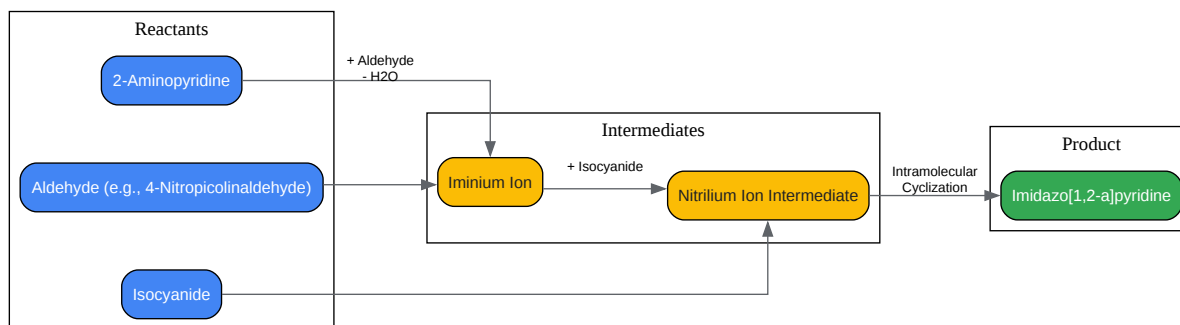 Reactants
2-Aminopyridine
+ Aldehyde
- H2O
Aldehyde (e.g., 4-Nitropicolinaldehyde)
Isocyanide
Intermediates
Iminium Ion
+ Isocyanide
Nitrilium Ion Intermediate
Intramolecular
Cyclization
Product
Imidazo[1,2-a]pyridine